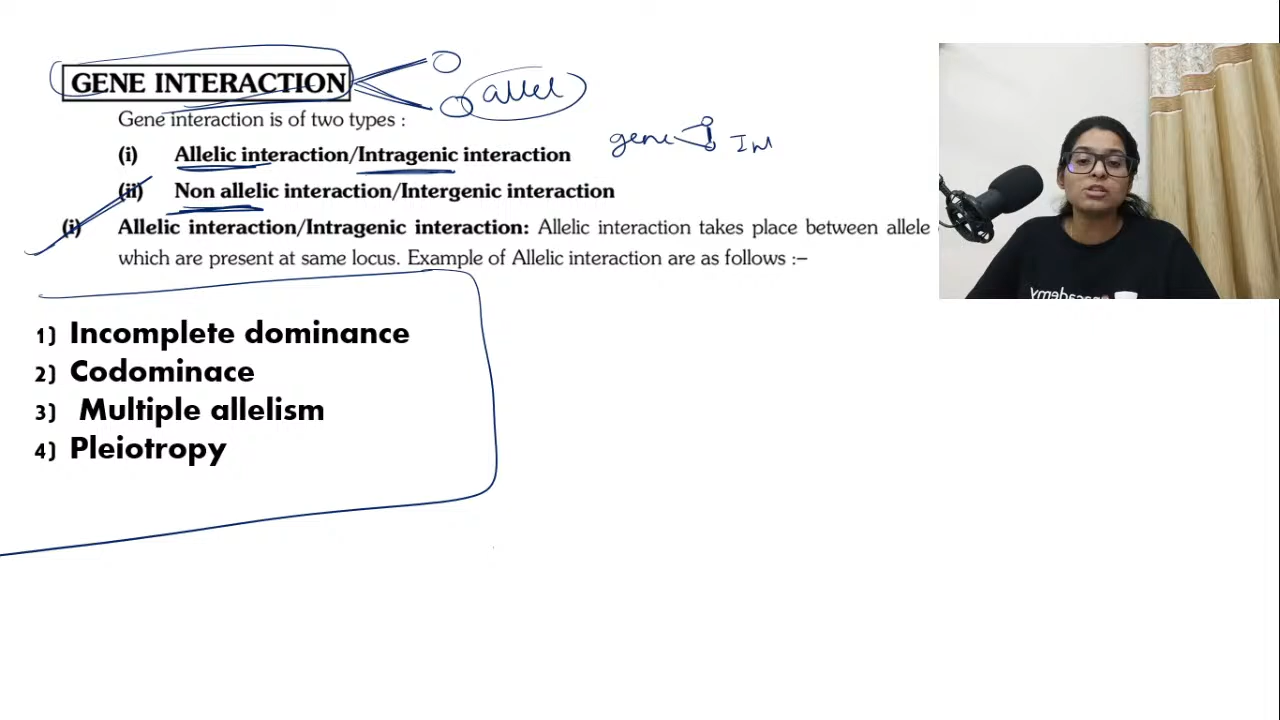 GENE INTERACTION
allel
Gene interaction is of two types :
gene
(i) Allelic interaction/Intragenic interaction
(ii) Non allelic interaction/Intergenic interaction
(i) Allelic interaction/Intragenic interaction: Allelic interaction takes place between allele
which are present at same locus. Example of Allelic interaction are as follows :–
1) Incomplete dominance
2) Codominace
3) Multiple allelism
4) Pleiotropy